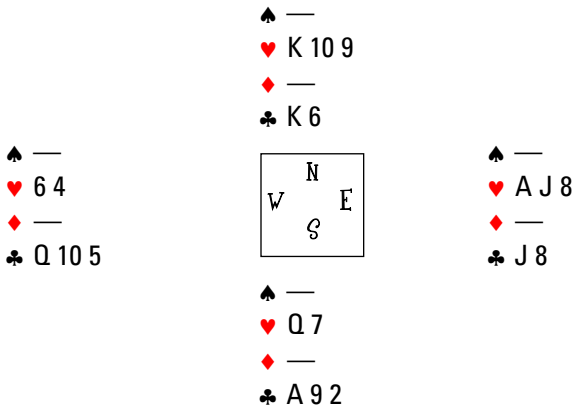 ♠ —
♥ K 10 9
♦ —
♣ K 6
♠ —
♥ 6 4
♦ —
♣ Q 10 5
N
W E
S
♠ —
♥ A J 8
♦ —
♣ J 8
♠ —
♥ Q 7
♦ —
♣ A 9 2